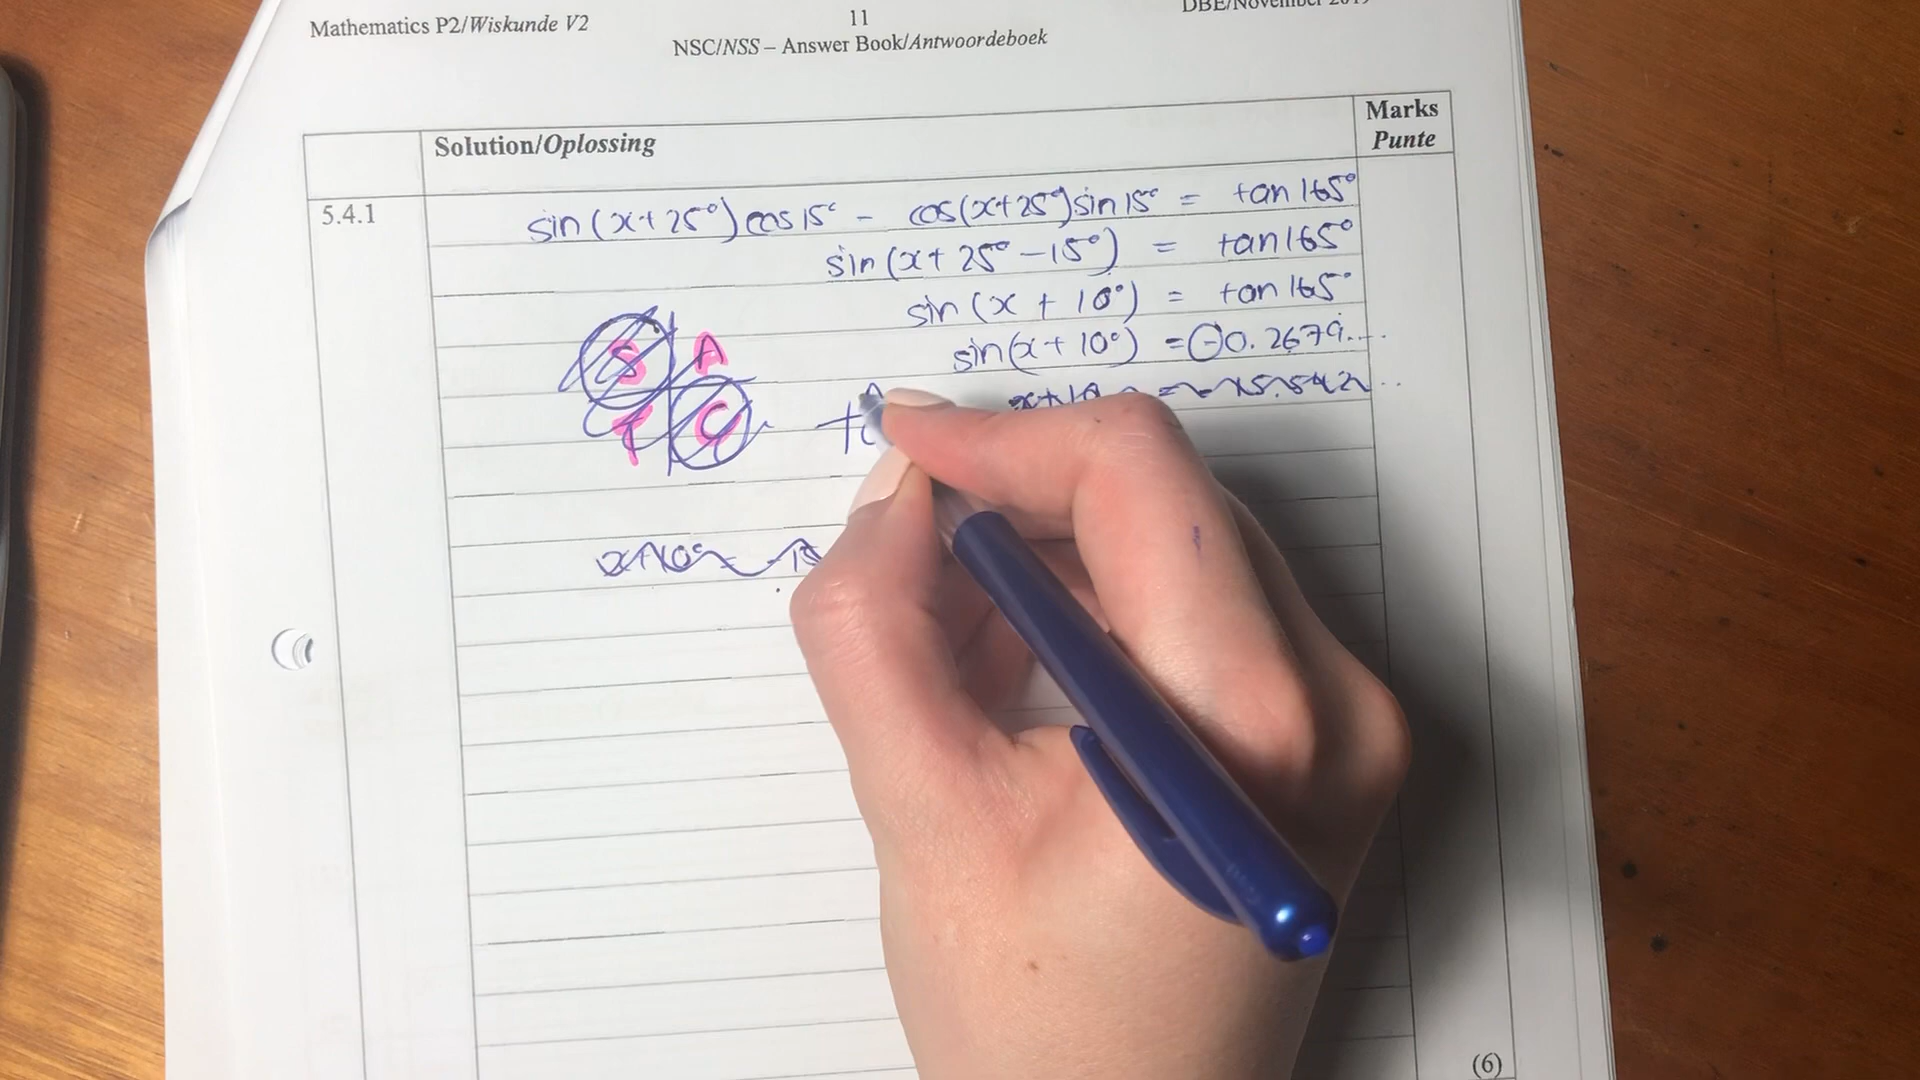 Mathematics P2/Wiskunde V2
11
NSC/NSS – Answer Book/Antwoordeboek
Solution/Oplossing
Marks
Punte
5.4.1
sin(x+25°)cos15° - cos(x+25°)sin15° = tan165°
sin(x+25°-15°) = tan165°
sin(x+10°) = tan165°
sin(x+10°) = -0.2679...
S A
T C
(6)